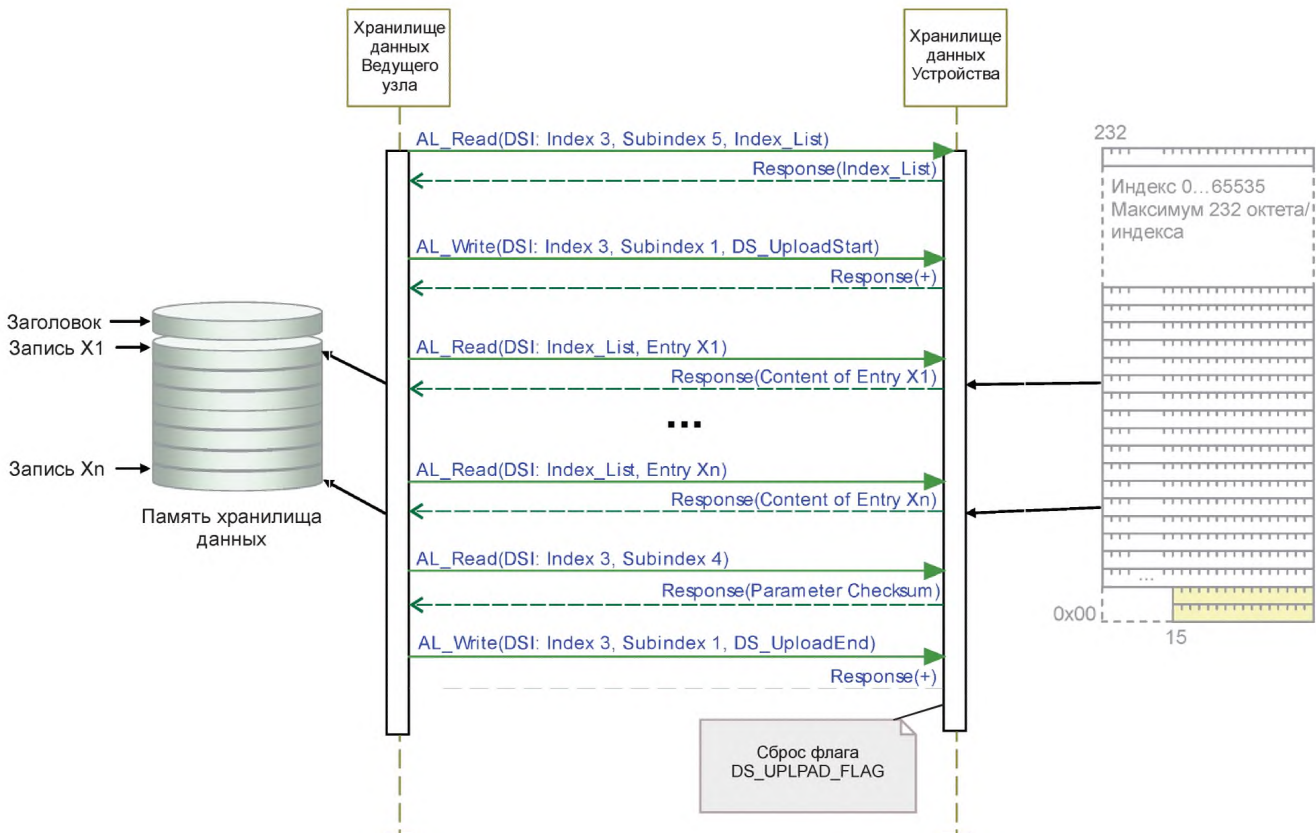 Хранилище
данных
Ведущего
узла
Хранилище
данных
Устройства
AL_Read(DSI: Index 3, Subindex 5, Index_List)
Response(Index_List)
AL_Write(DSI: Index 3, Subindex 1, DS_UploadStart)
Response(+)
AL_Read(DSI: Index_List, Entry X1)
Response(Content of Entry X1)
...
AL_Read(DSI: Index_List, Entry Xn)
Response(Content of Entry Xn)
AL_Read(DSI: Index 3, Subindex 4)
Response(Parameter Checksum)
AL_Write(DSI: Index 3, Subindex 1, DS_UploadEnd)
Response(+)
Сброс флага
DS_UPLPAD_FLAG
Заголовок
Запись X1
Запись Xn
Память хранилища
данных
232
Индекс 0...65535
Максимум 232 октета/
индекса
...
0x00
15